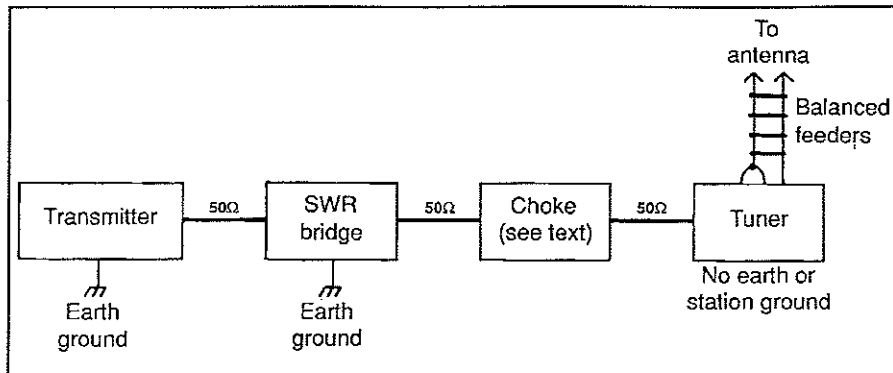 To
antenna
Balanced
feeders
Transmitter
50Ω
SWR
bridge
50Ω
Choke
(see text)
50Ω
Tuner
Earth
ground
Earth
ground
No earth or
station ground